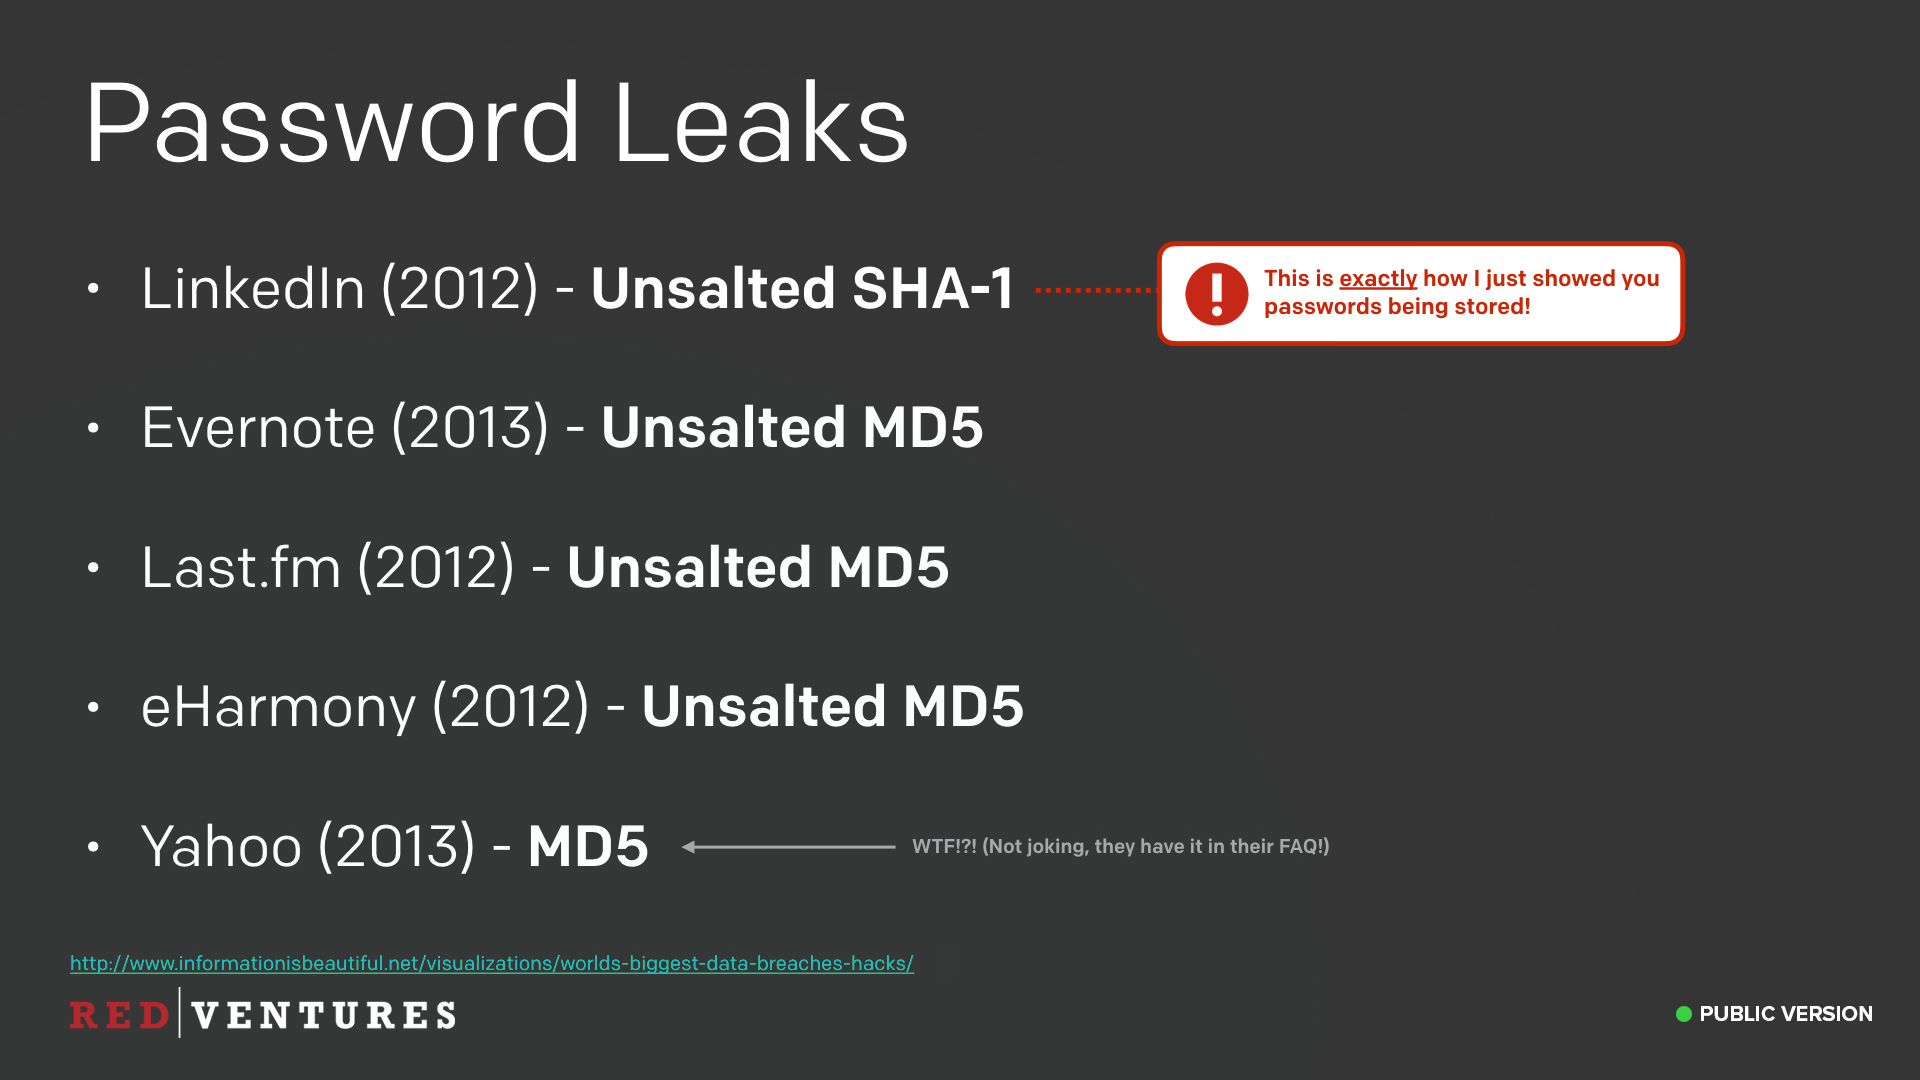 Password Leaks
• LinkedIn (2012) - Unsalted SHA-1
This is exactly how I just showed you
passwords being stored!
• Evernote (2013) - Unsalted MD5
• Last.fm (2012) - Unsalted MD5
• eHarmony (2012) - Unsalted MD5
• Yahoo (2013) - MD5
WTF!?! (Not joking, they have it in their FAQ!)
http://www.informationisbeautiful.net/visualizations/worlds-biggest-data-breaches-hacks/
RED VENTURES
PUBLIC VERSION